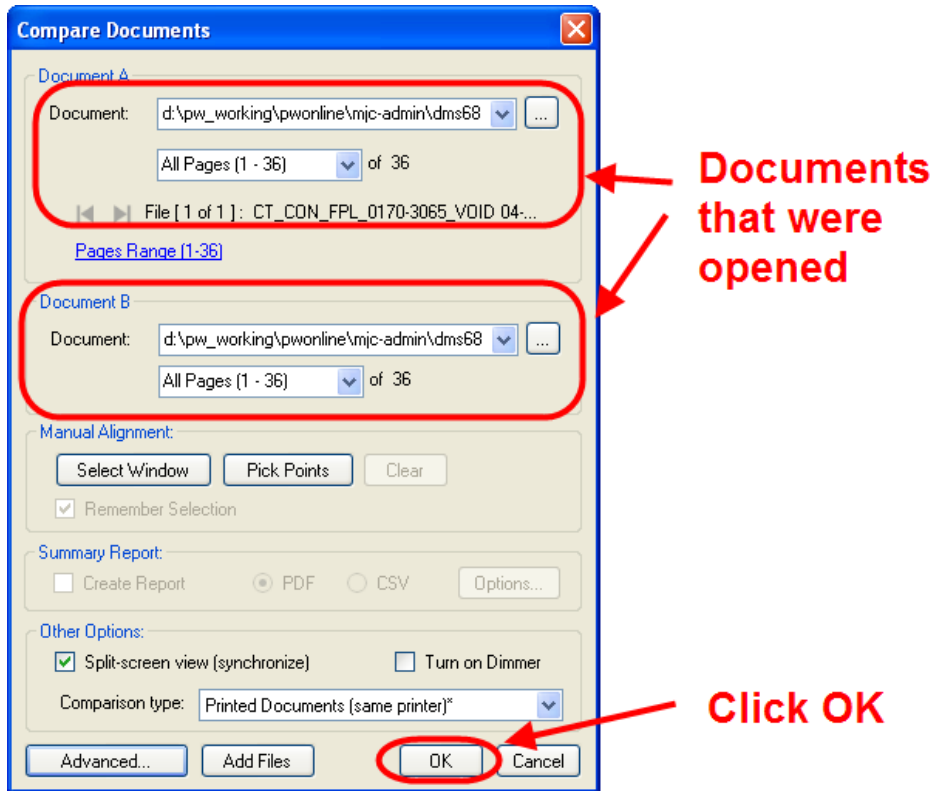 Compare Documents
Document A
Document: d:\pw_working\pwonline\mjc-admin\dms68 ...
All Pages (1 - 36) of 36
File [ 1 of 1 ] : CT_CON_FPL_0170-3065_VOID 04-...
Pages Range (1-36)
Documents
that were
opened
Document B
Document: d:\pw_working\pwonline\mjc-admin\dms68 ...
All Pages (1 - 36) of 36
Manual Alignment:
Select Window Pick Points Clear
Remember Selection
Summary Report:
Create Report PDF CSV Options...
Other Options:
Split-screen view (synchronize) Turn on Dimmer
Comparison type: Printed Documents (same printer)*
Click OK
Advanced... Add Files OK Cancel